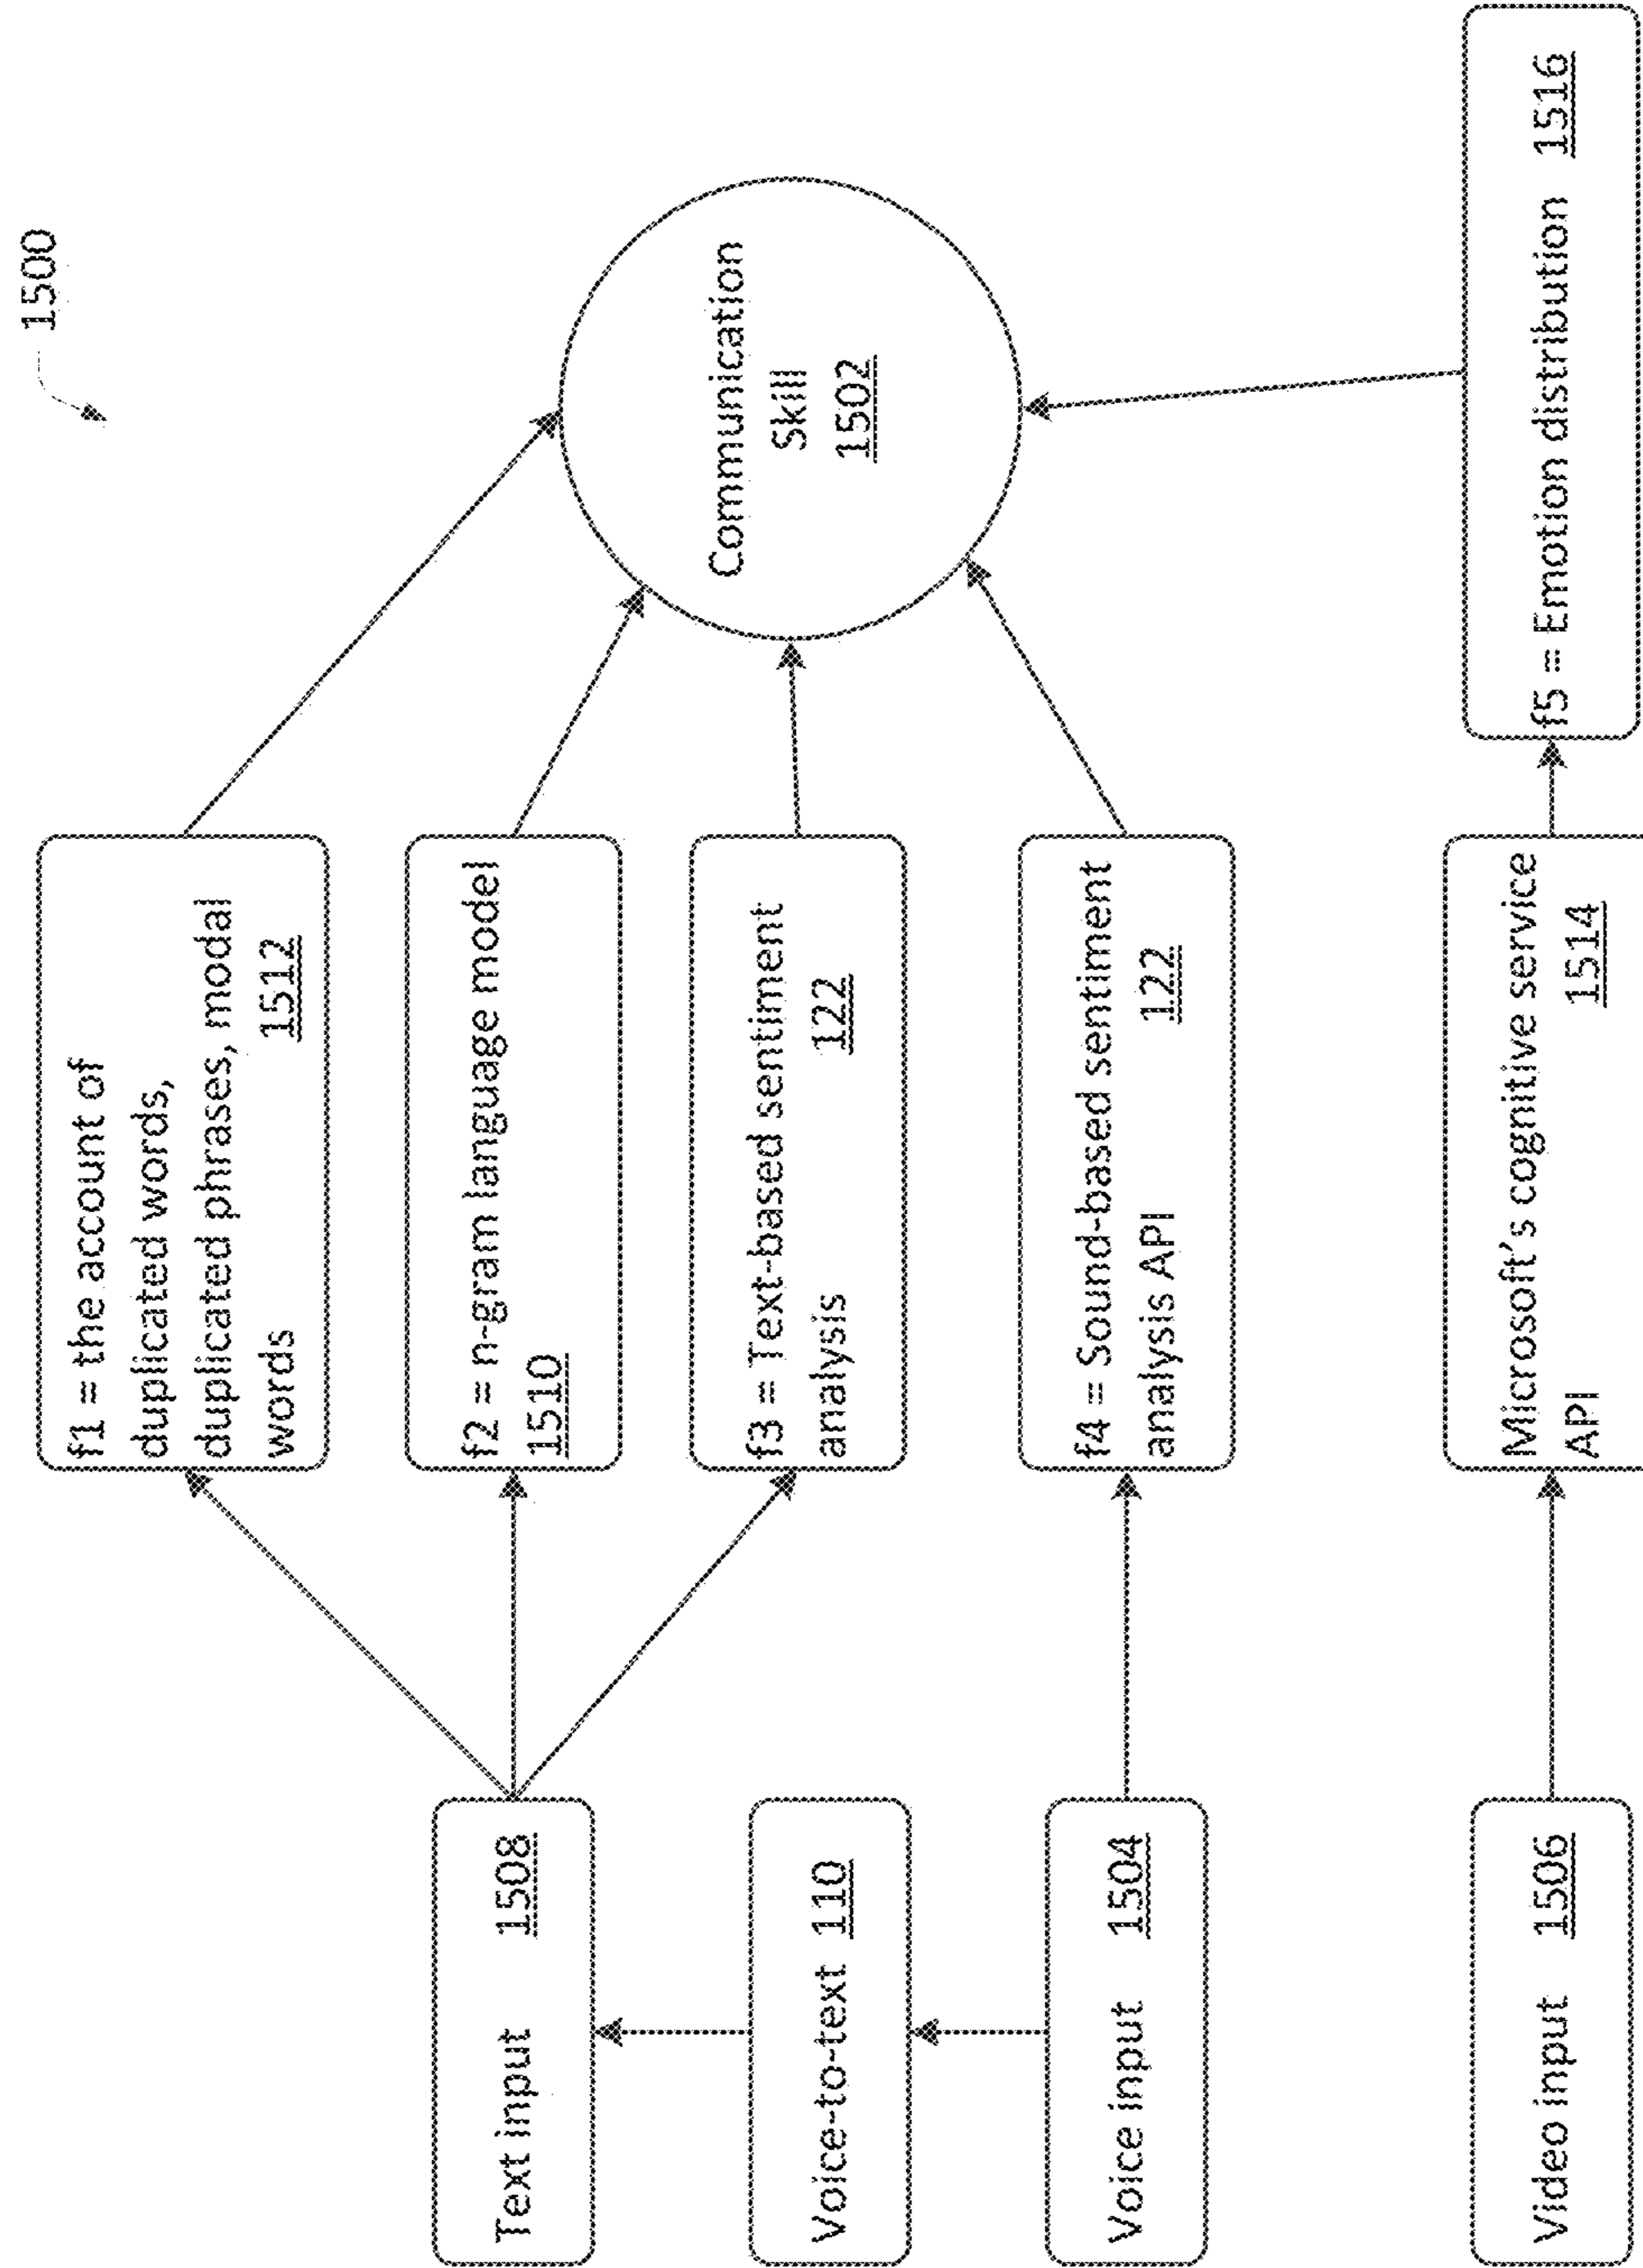 1500
f1 = the account of
duplicated words,
duplicated phrases, modal
words 1512
f2 = n-gram language model
1510
f3 = Text-based sentiment
analysis 122
f4 = Sound-based sentiment
analysis API 122
Communication
Skill
1502
Text input 1508
Voice-to-text 110
Voice input 1504
Video input 1506
Microsoft's cognitive service
API 1514
f5 = Emotion distribution 1516